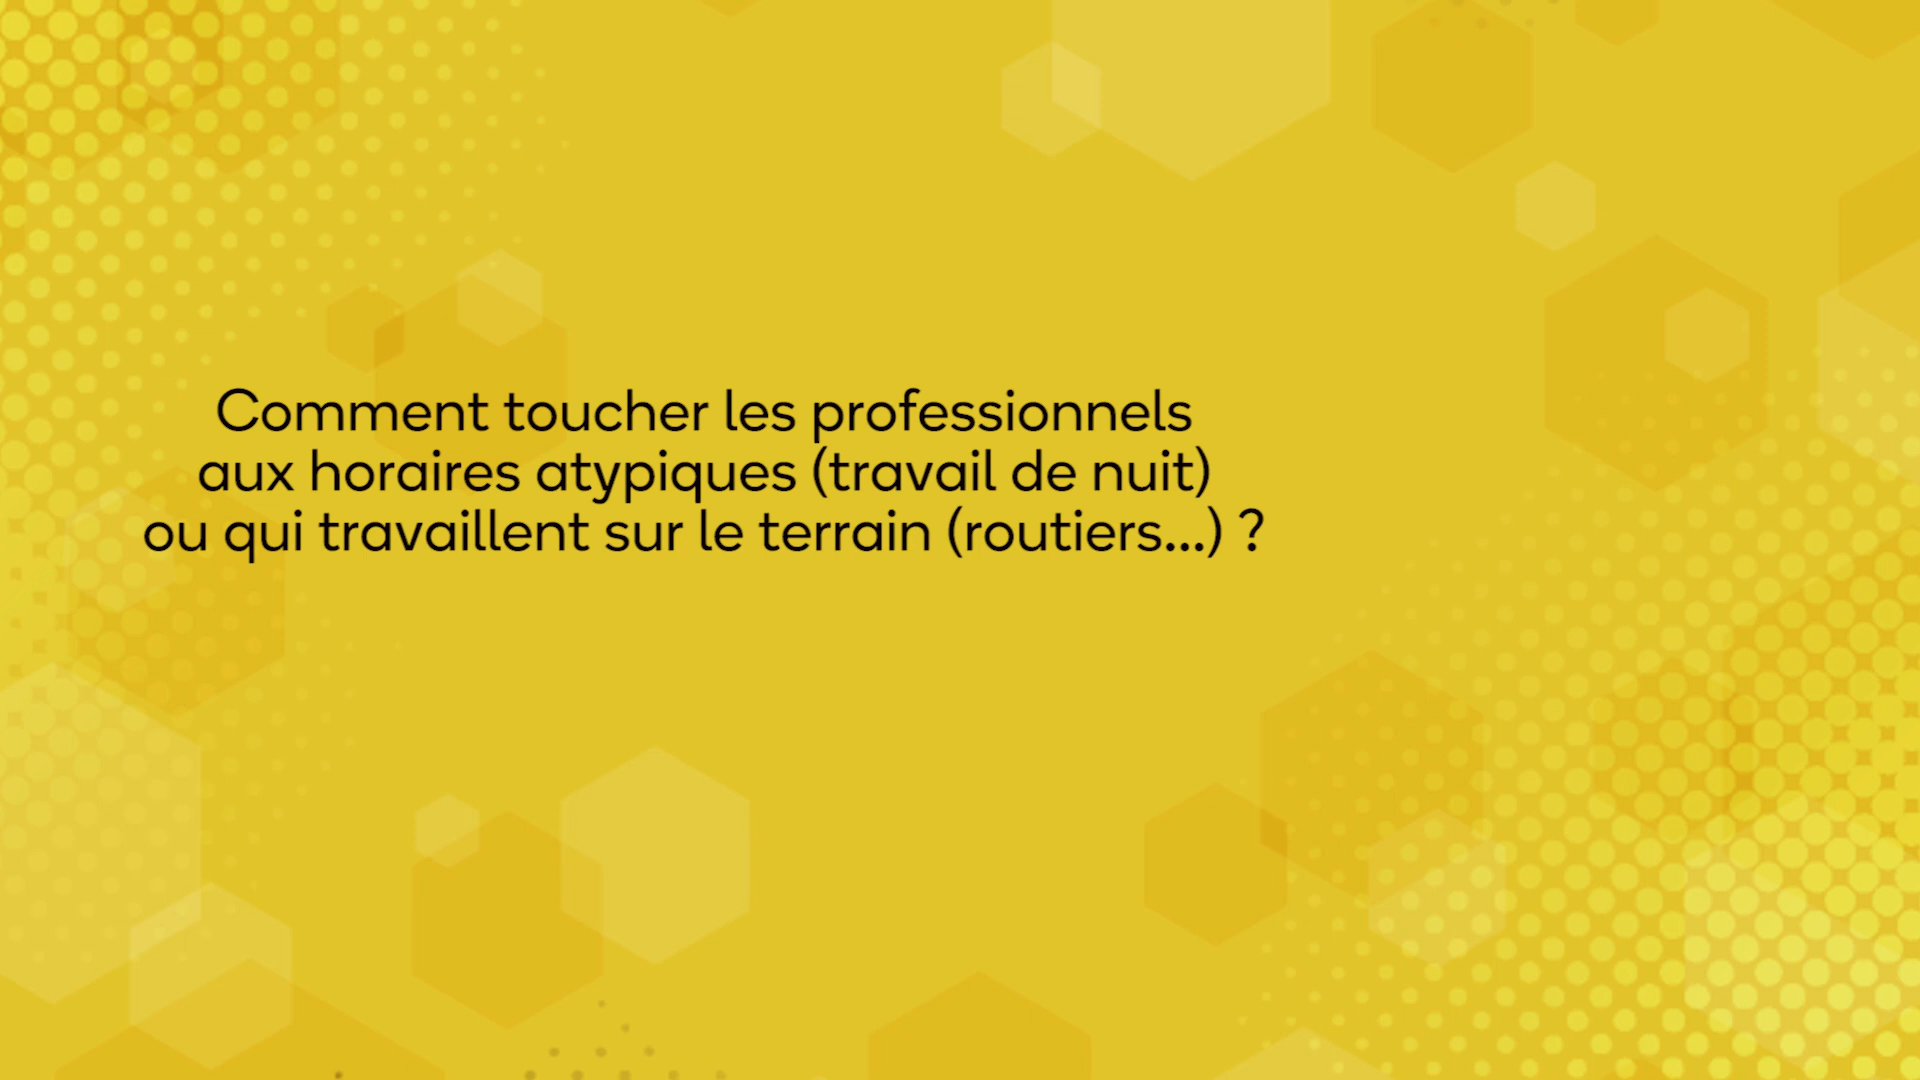 Comment toucher les professionnels
aux horaires atypiques (travail de nuit)
ou qui travaillent sur le terrain (routiers...) ?